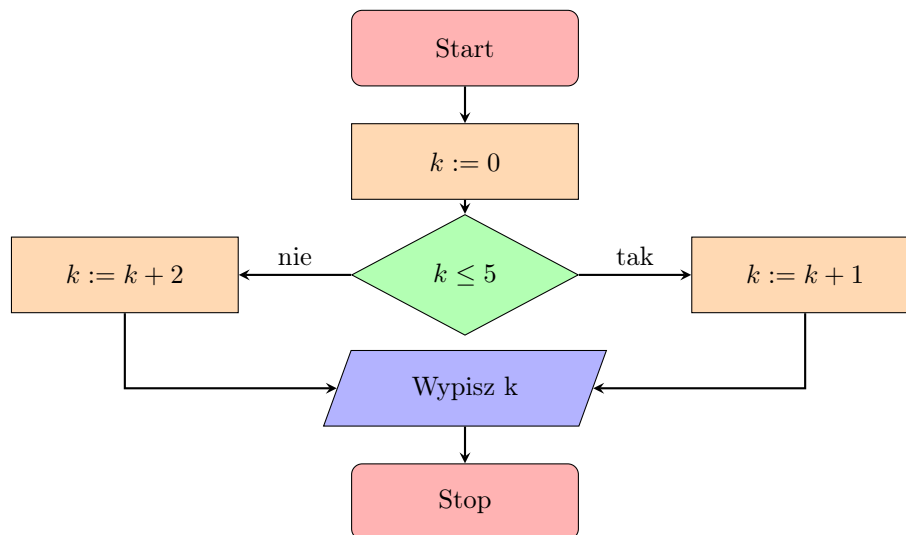 Start
k := 0
k := k + 2
nie
k ≤ 5
tak
k := k + 1
Wypisz k
Stop